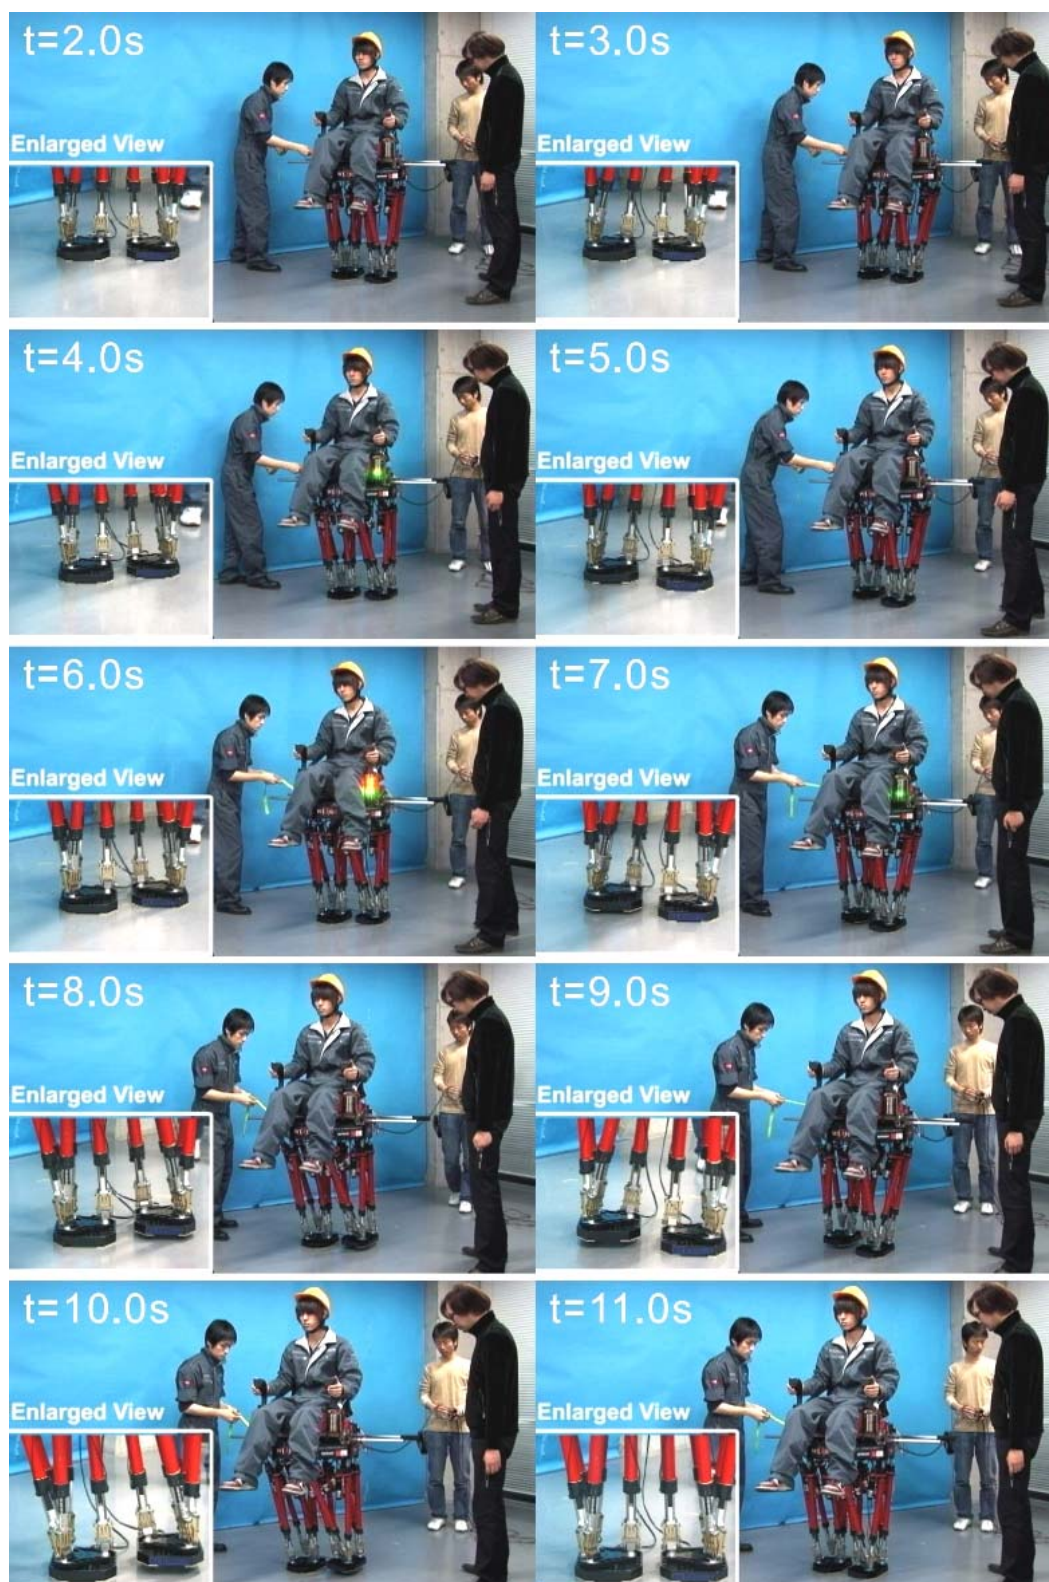 t=2.0s
Enlarged View
t=3.0s
Enlarged View
t=4.0s
Enlarged View
t=5.0s
Enlarged View
t=6.0s
Enlarged View
t=7.0s
Enlarged View
t=8.0s
Enlarged View
t=9.0s
Enlarged View
t=10.0s
Enlarged View
t=11.0s
Enlarged View